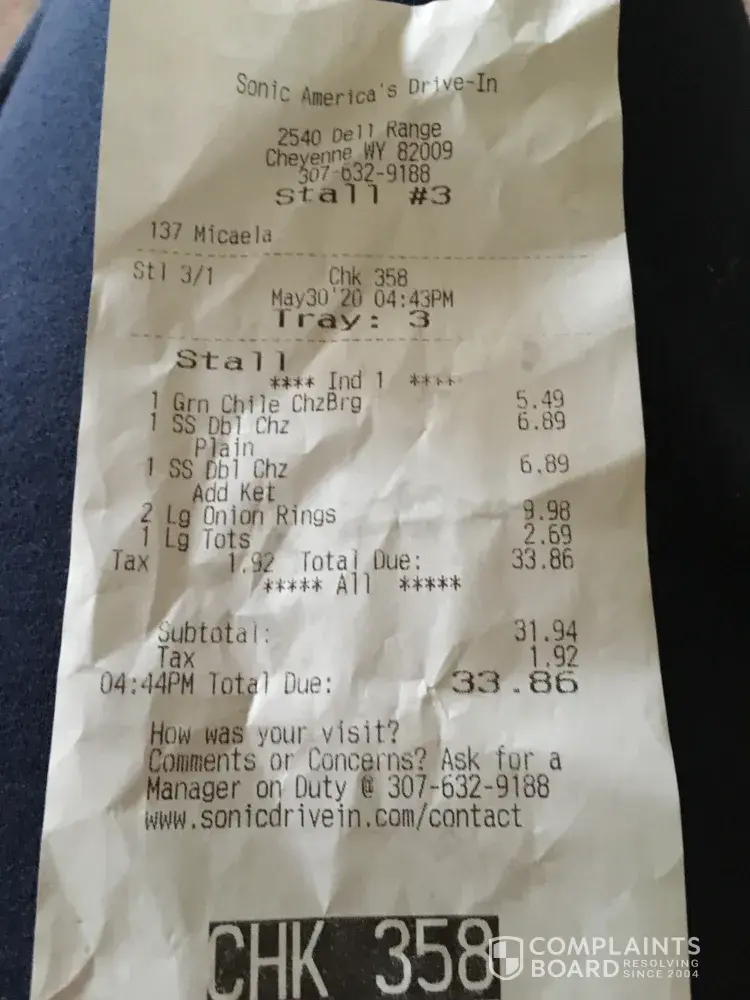 Sonic America's Drive-In
2540 Dell Range
Cheyenne WY 82009
307-632-9188
Stall #3
137 Micaela
Stl 3/1 Chk 358
May30'20 04:43PM
Tray: 3
Stall
**** Ind 1 ****
1 Grn Chile ChzBrg 5.49
1 SS Dbl Chz 6.89
Plain
1 SS Dbl Chz 6.89
Add Ket
2 Lg Onion Rings 9.98
1 Lg Tots 2.69
Tax 1.92 Total Due: 33.86
***** All *****
Subtotal: 31.94
Tax 1.92
04:44PM Total Due: 33.86
How was your visit?
Comments or Concerns? Ask for a
Manager on Duty @ 307-632-9188
www.sonicdrivein.com/contact
CHK 358
COMPLAINTS
BOARD RESOLVING
SINCE 2004